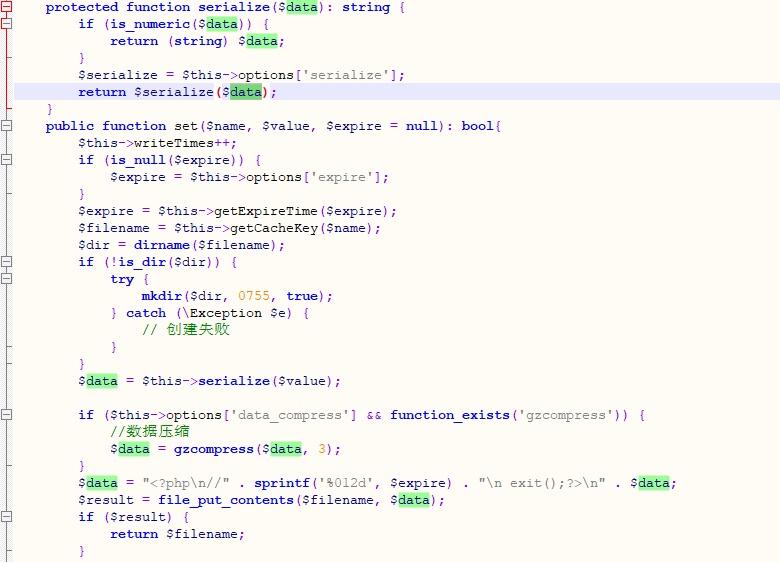 protected function serialize($data): string {
if (is_numeric($data)) {
return (string) $data;
}
$serialize = $this->options['serialize'];
return $serialize($data);
}
public function set($name, $value, $expire = null): bool{
$this->writeTimes++;
if (is_null($expire)) {
$expire = $this->options['expire'];
}
$expire = $this->getExpireTime($expire);
$filename = $this->getCacheKey($name);
$dir = dirname($filename);
if (!is_dir($dir)) {
try {
mkdir($dir, 0755, true);
} catch (\Exception $e) {
// 创建失败
}
}
$data = $this->serialize($value);
if ($this->options['data_compress'] && function_exists('gzcompress')) {
//数据压缩
$data = gzcompress($data, 3);
}
$data = "<?php\n//" . sprintf('%012d', $expire) . "\n exit();?>\n" . $data;
$result = file_put_contents($filename, $data);
if ($result) {
return $filename;
}